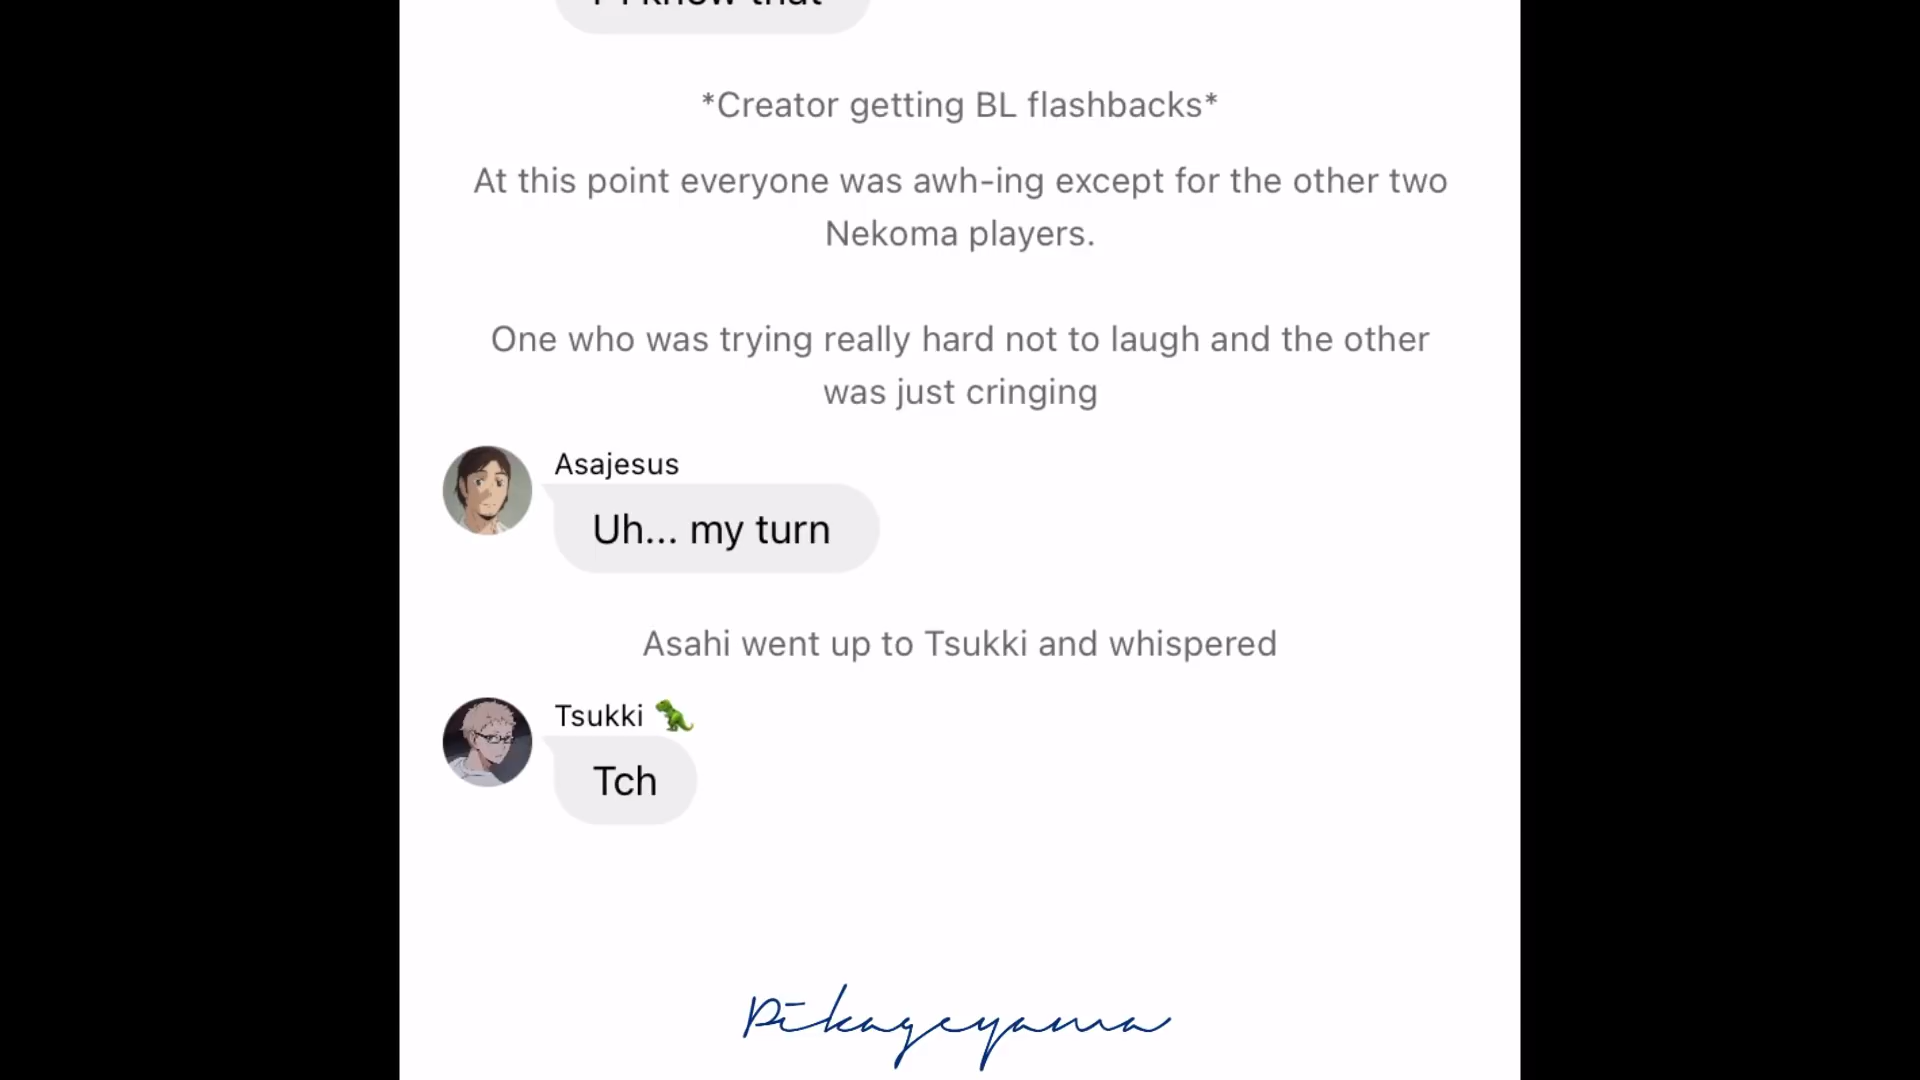 I know that
*Creator getting BL flashbacks*
At this point everyone was awh-ing except for the other two
Nekoma players.
One who was trying really hard not to laugh and the other
was just cringing
Asajesus
Uh... my turn
Asahi went up to Tsukki and whispered
Tsukki 🦖
Tch
Pikageyama